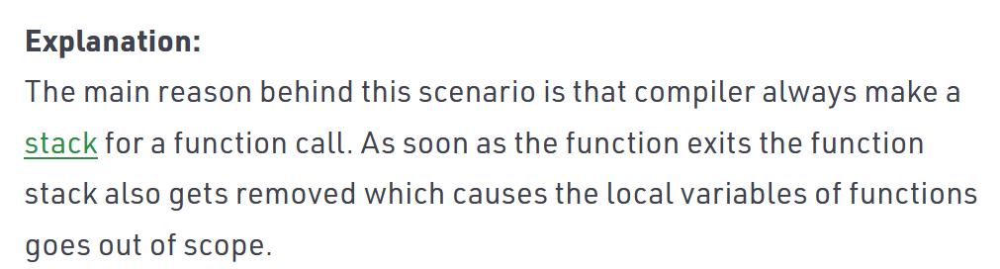 Explanation:
The main reason behind this scenario is that compiler always make a
stack for a function call. As soon as the function exits the function
stack also gets removed which causes the local variables of functions
goes out of scope.